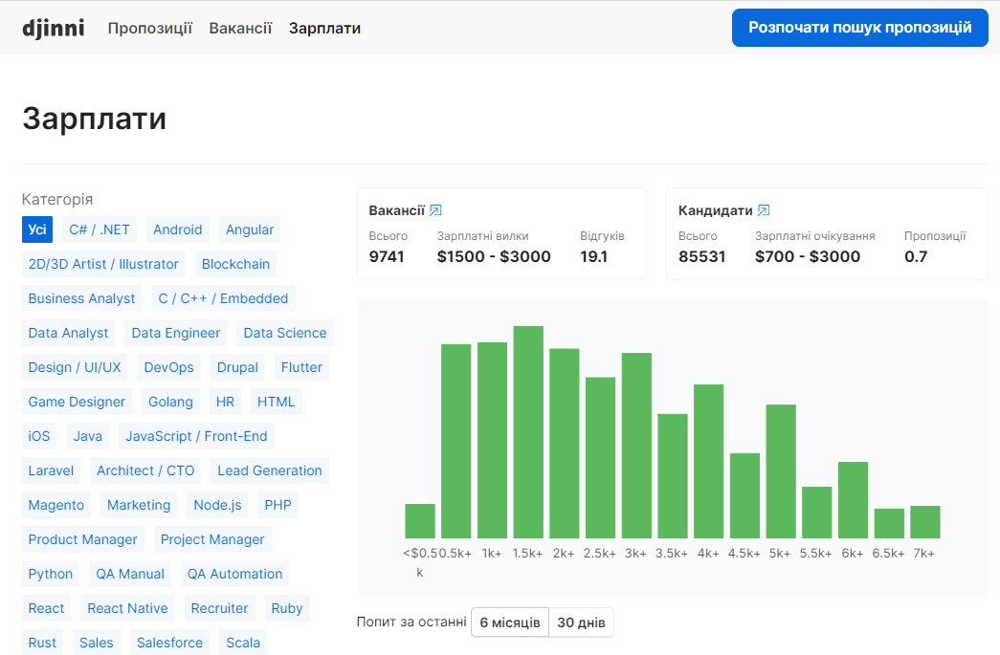 djinni Пропозиції Вакансії Зарплати Розпочати пошук пропозицій
Зарплати
Категорія
Усі C# / .NET Android Angular
2D/3D Artist / Illustrator Blockchain
Business Analyst C / C++ / Embedded
Data Analyst Data Engineer Data Science
Design / UI/UX DevOps Drupal Flutter
Game Designer Golang HR HTML
iOS Java JavaScript / Front-End
Laravel Architect / CTO Lead Generation
Magento Marketing Node.js PHP
Product Manager Project Manager
Python QA Manual QA Automation
React React Native Recruiter Ruby
Rust Sales Salesforce Scala
Вакансії
Всього Зарплатні вилки Відгуків
9741 $1500 - $3000 19.1
Кандидати
Всього Зарплатні очікування Пропозиції
85531 $700 - $3000 0.7
<$0.5 0.5k+ 1k+ 1.5k+ 2k+ 2.5k+ 3k+ 3.5k+ 4k+ 4.5k+ 5k+ 5.5k+ 6k+ 6.5k+ 7k+
k
Попит за останні 6 місяців 30 днів